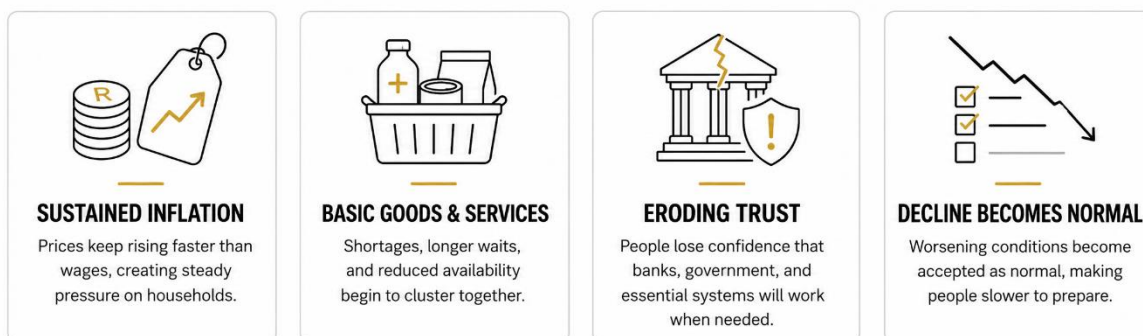 R
SUSTAINED INFLATION
Prices keep rising faster than
wages, creating steady
pressure on households.
BASIC GOODS & SERVICES
Shortages, longer waits,
and reduced availability
begin to cluster together.
ERODING TRUST
People lose confidence that
banks, government, and
essential systems will work
when needed.
DECLINE BECOMES NORMAL
Worsening conditions become
accepted as normal, making
people slower to prepare.